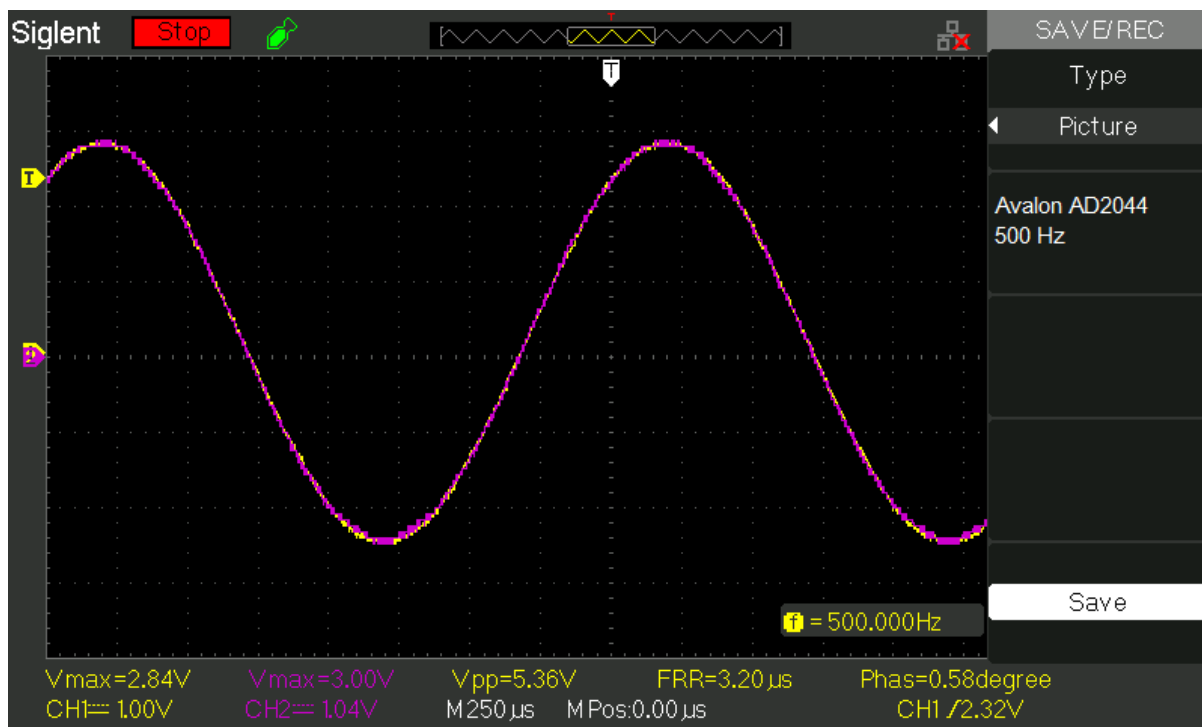 Siglent Stop SAVE/REC
T
Type
Picture
T
Avalon AD2044
500 Hz
f = 500.000Hz
Save
Vmax=2.84V Vmax=3.00V Vpp=5.36V FRR=3.20µs Phas=0.58degree
CH1 1.00V CH2 1.04V M250µs MPos:0.00µs CH1 /2.32V